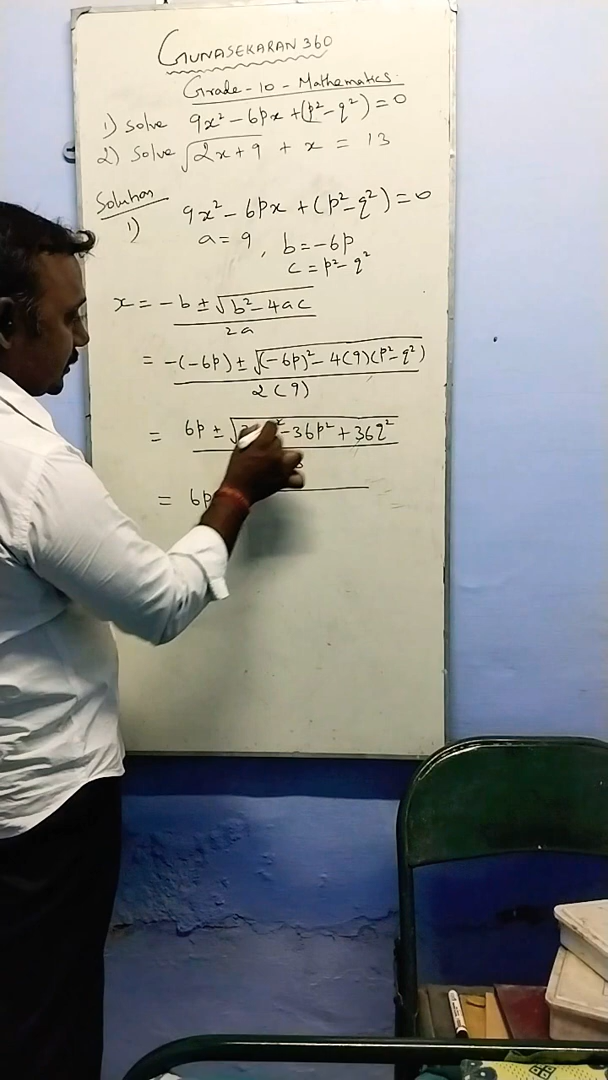 GUNASEKARAN 360
Grade-10-Mathematics
1) Solve 9x² - 6px + (p² - q²) = 0
2) Solve √(2x+9) + x = 13
Solution
1) 9x² - 6px + (p² - q²) = 0
a = 9, b = -6p
c = p² - q²
x = -b ± √(b² - 4ac) / 2a
= -(-6p) ± √((-6p)² - 4(9)(p² - q²)) / 2(9)
= 6p ± √ ² - 36p² + 36q²
= 6p